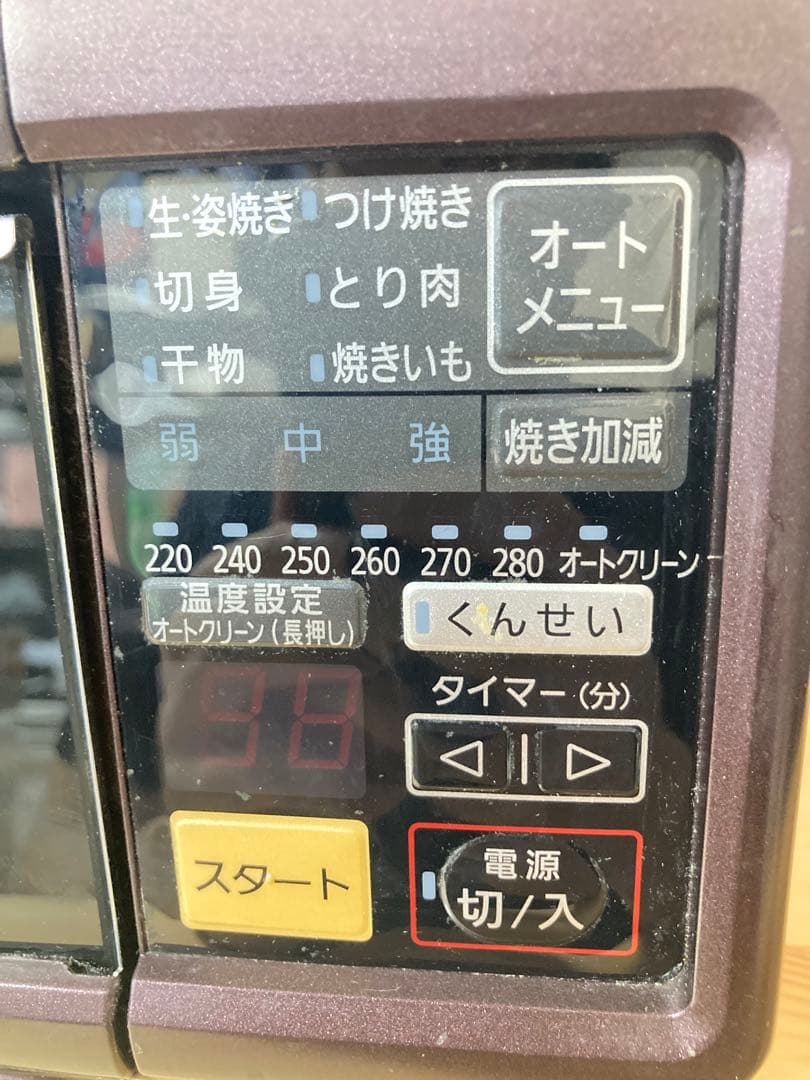 生・姿焼き つけ焼き
切身 とり肉
干物 焼きいも
オート
メニュー
弱 中 強
焼き加減
220 240 250 260 270 280 オートクリーン
温度設定
オートクリーン(長押し)
くんせい
タイマー(分)
スタート
電源
切/入